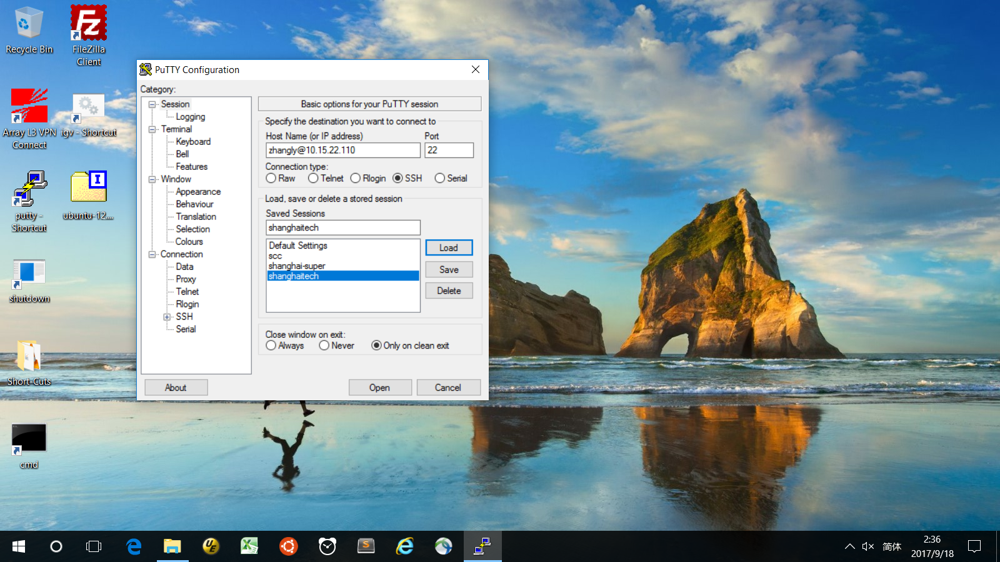 Recycle Bin
FileZilla
Client
Array L3 VPN
Connect
igv - Shortcut
putty -
Shortcut
I
ubuntu-12....
shutdown
Short-Cuts
cmd
PuTTY Configuration
Category:
Session
Logging
Terminal
Keyboard
Bell
Features
Window
Appearance
Behaviour
Translation
Selection
Colours
Connection
Data
Proxy
Telnet
Rlogin
SSH
Serial
Basic options for your PuTTY session
Specify the destination you want to connect to
Host Name (or IP address)
Port
zhangly@10.15.22.110
22
Connection type:
Raw
Telnet
Rlogin
SSH
Serial
Load, save or delete a stored session
Saved Sessions
shanghaitech
Default Settings
scc
shanghai-super
shanghaitech
Load
Save
Delete
Close window on exit:
Always
Never
Only on clean exit
About
Open
Cancel
简体
2:36
2017/9/18